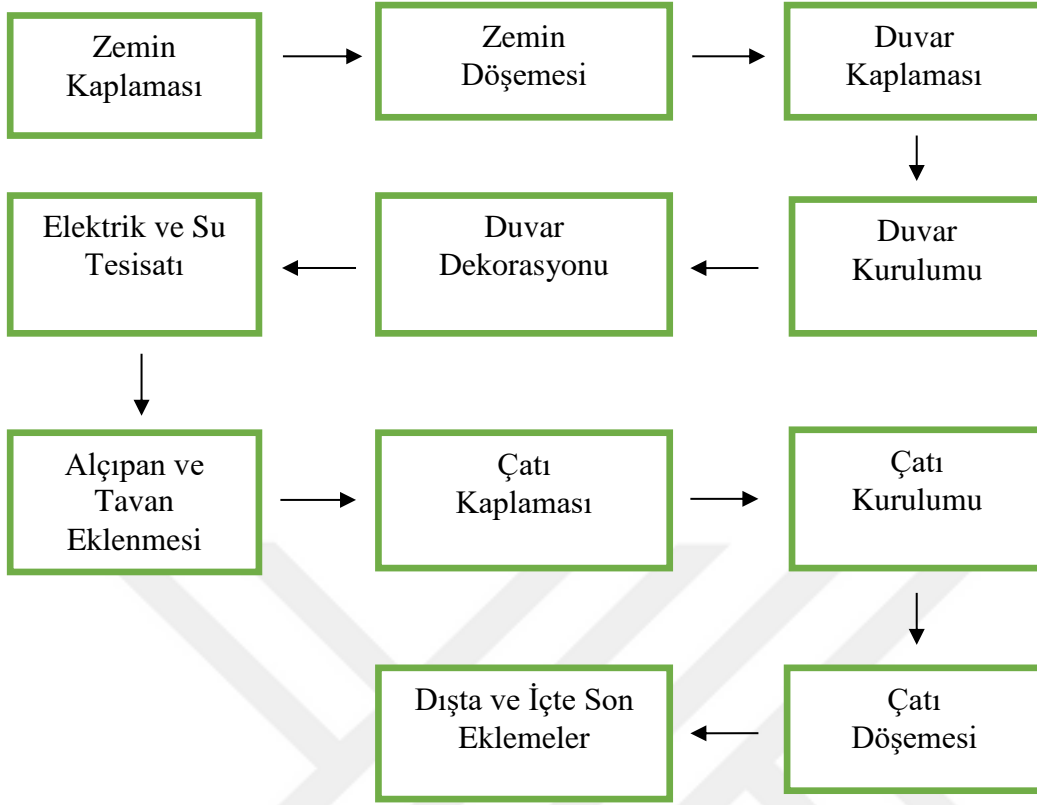 Zemin
Kaplaması
Zemin
Döşemesi
Duvar
Kaplaması
Duvar
Kurulumu
Duvar
Dekorasyonu
Elektrik ve Su
Tesisatı
Alçıpan ve
Tavan
Eklenmesi
Çatı
Kaplaması
Çatı
Kurulumu
Çatı
Döşemesi
Dışta ve İçte Son
Eklemeler